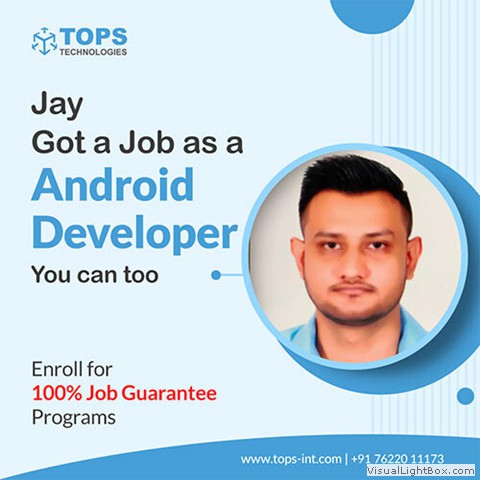 TOPS
TECHNOLOGIES
Jay
Got a Job as a
Android
Developer
You can too
Enroll for
100% Job Guarantee
Programs
www.tops-int.com | +91 76220 11173
VisualLightBox.com